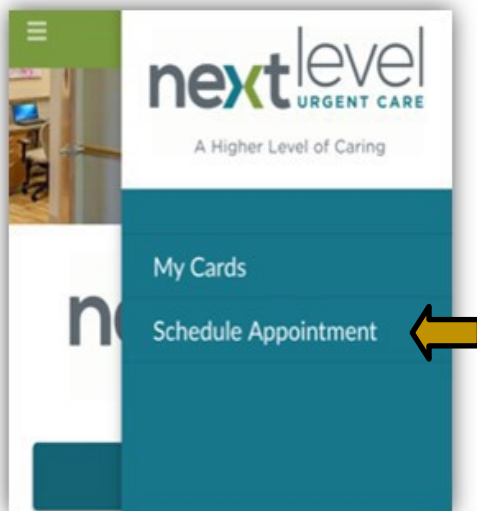 next level
URGENT CARE
A Higher Level of Caring
My Cards
Schedule Appointment
n